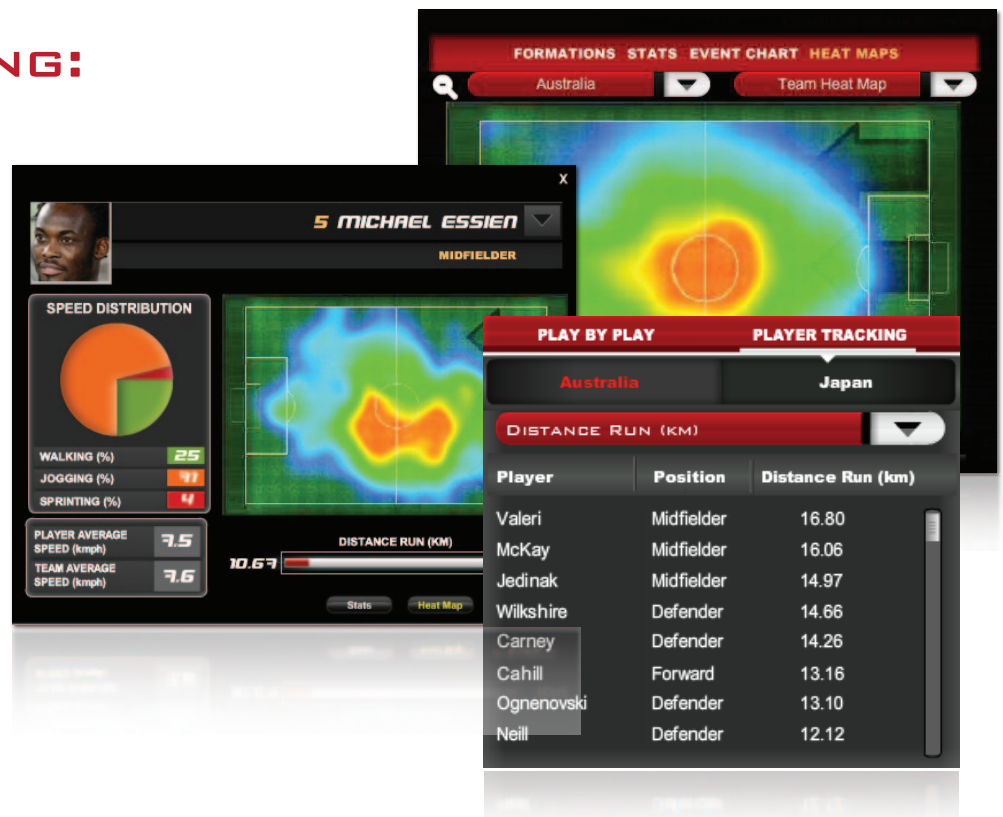 NG:
FORMATIONS STATS EVENT CHART HEAT MAPS
Australia Team Heat Map
X
5 MICHAEL ESSIEN
MIDFIELDER
SPEED DISTRIBUTION
WALKING (%) 25
JOGGING (%) 71
SPRINTING (%) 4
PLAYER AVERAGE
SPEED (kmph) 7.5
TEAM AVERAGE
SPEED (kmph) 7.6
DISTANCE RUN (KM)
10.67
Stats Heat Map
PLAY BY PLAY PLAYER TRACKING
Australia Japan
DISTANCE RUN (KM)
Player Position Distance Run (km)
Valeri Midfielder 16.80
McKay Midfielder 16.06
Jedinak Midfielder 14.97
Wilkshire Defender 14.66
Carney Defender 14.26
Cahill Forward 13.16
Ognenovski Defender 13.10
Neill Defender 12.12